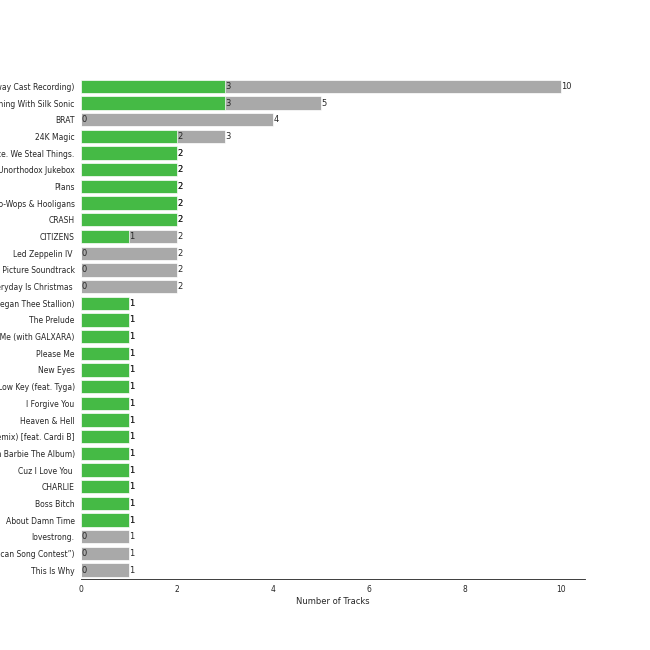 way Cast Recording) 3 10
ning With Silk Sonic 3 5
BRAT 0 4
24K Magic 2 3
ce. We Steal Things. 2
Unorthodox Jukebox 2
Plans 2
o-Wops & Hooligans 2
CRASH 2
CITIZENS 1 2
Led Zeppelin IV 0 2
Picture Soundtrack 0 2
eryday Is Christmas 0 2
egan Thee Stallion) 1
The Prelude 1
Me (with GALXARA) 1
Please Me 1
New Eyes 1
Low Key (feat. Tyga) 1
I Forgive You 1
Heaven & Hell 1
emix) [feat. Cardi B] 1
Barbie The Album) 1
Cuz I Love You 1
CHARLIE 1
Boss Bitch 1
About Damn Time 1
lovestrong. 0 1
can Song Contest”) 0 1
This Is Why 0 1
0 2 4 6 8 10
Number of Tracks